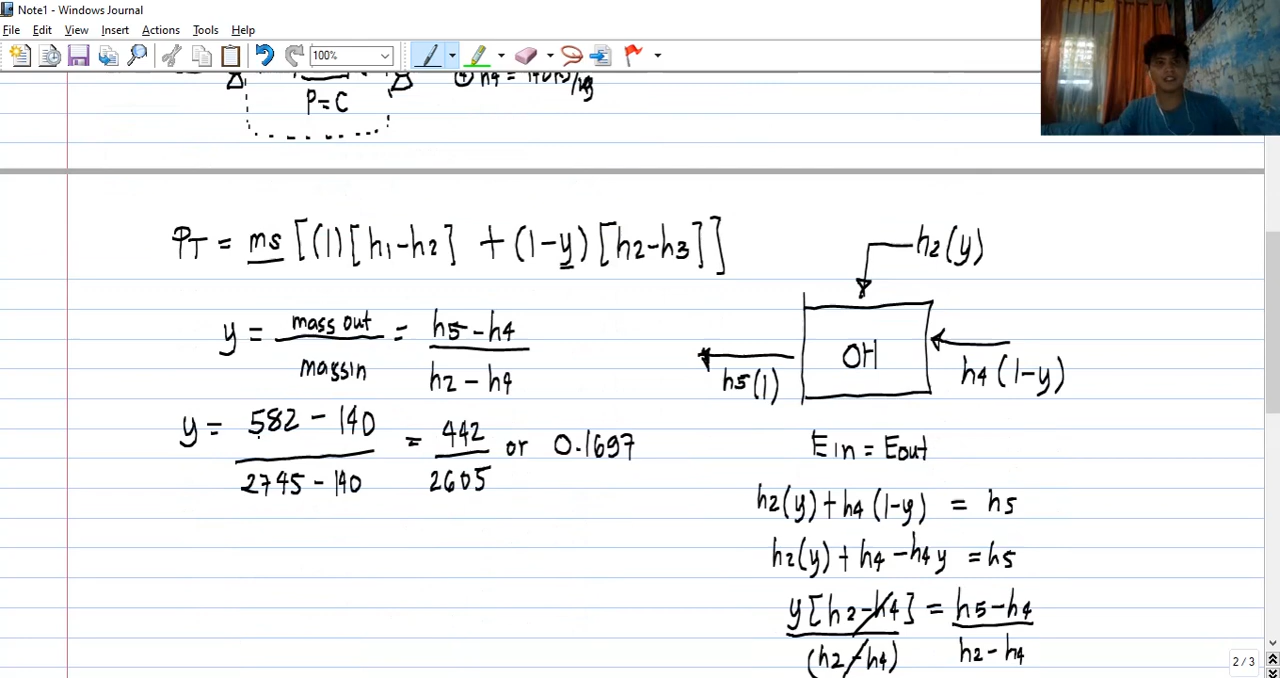 Note1 - Windows Journal
File Edit View Insert Actions Tools Help
100%
P=C
④ h4 = 140 kJ/kg
PT = ms [(1)[h1-h2] + (1-y)[h2-h3]]
y = mass out / mass in = h5-h4 / h2-h4
y = 582-140 / 2745-140 = 442 / 2605 or 0.1697
h2(y)
OH
h5(1)
h4(1-y)
Ein = Eout
h2(y)+h4(1-y) = h5
h2(y)+h4-h4y = h5
y[h2-h4] / (h2-h4) = h5-h4 / h2-h4
2 / 3